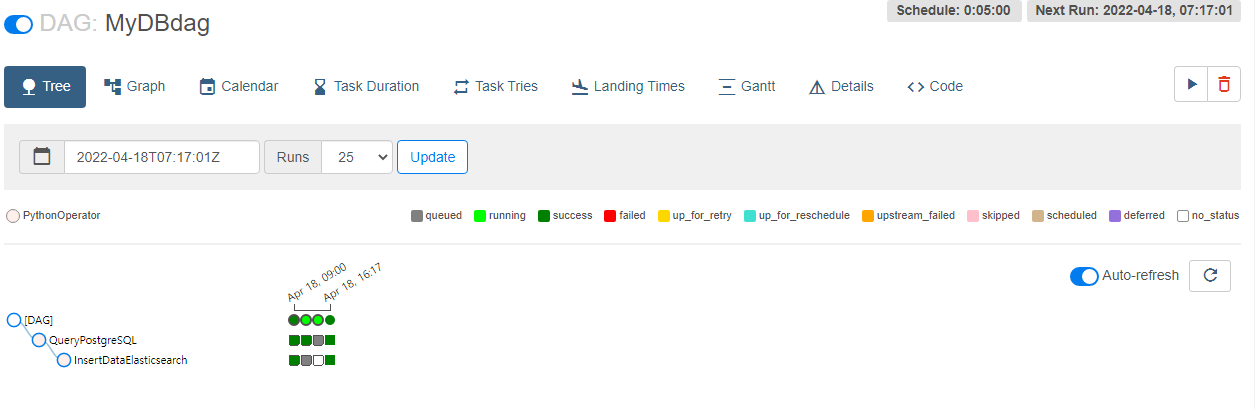 DAG: MyDBdag
Schedule: 0:05:00
Next Run: 2022-04-18, 07:17:01
Tree
Graph
Calendar
Task Duration
Task Tries
Landing Times
Gantt
Details
Code
2022-04-18T07:17:01Z
Runs
25
Update
PythonOperator
queued
running
success
failed
up_for_retry
up_for_reschedule
upstream_failed
skipped
scheduled
deferred
no_status
Auto-refresh
Apr 18, 09:00
Apr 18, 16:17
[DAG]
QueryPostgreSQL
InsertDataElasticsearch